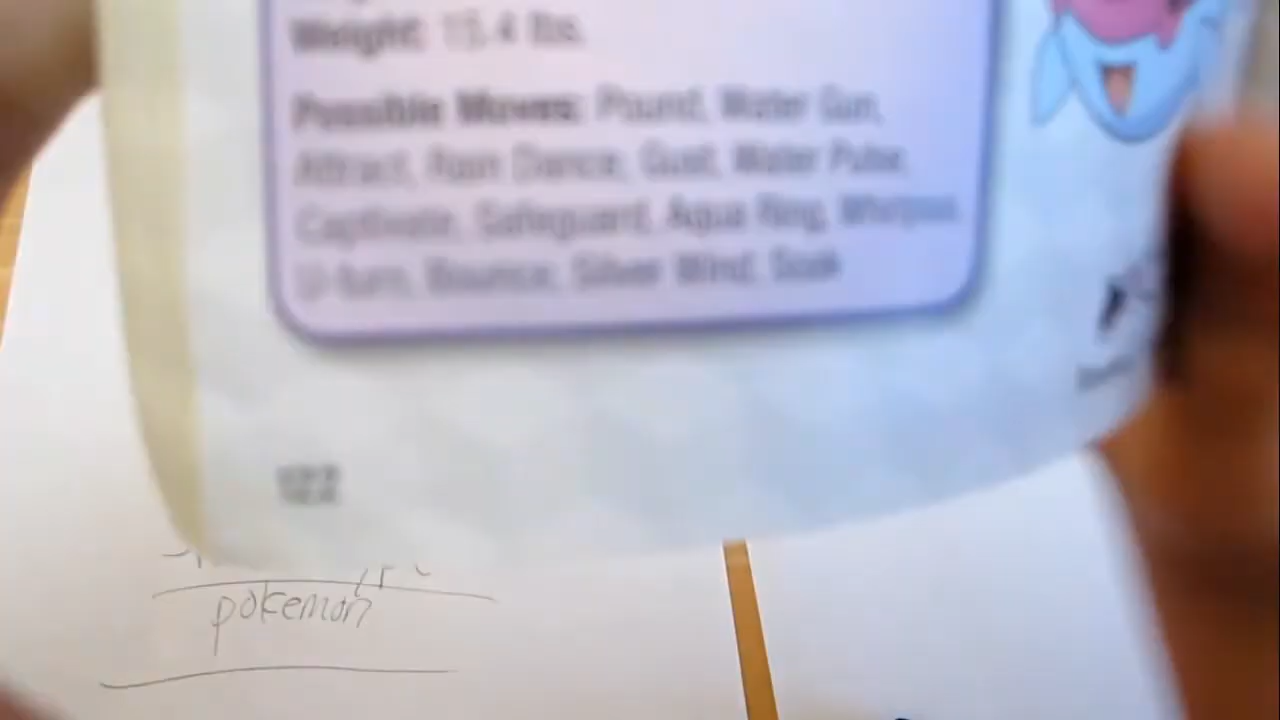 Weight: 15.4 lbs.
Possible Moves: Pound, Water Gun,
Attract, Rain Dance, Gust, Water Pulse,
Captivate, Safeguard, Aqua Ring, Whirlpool,
U-turn, Bounce, Silver Wind, Soak
122
pokemon